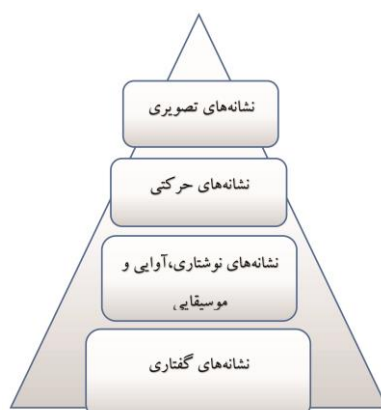 نشانه‌های تصویری
نشانه‌های حرکتی
نشانه‌های نوشتاری،آوایی و
موسیقایی
نشانه‌های گفتاری